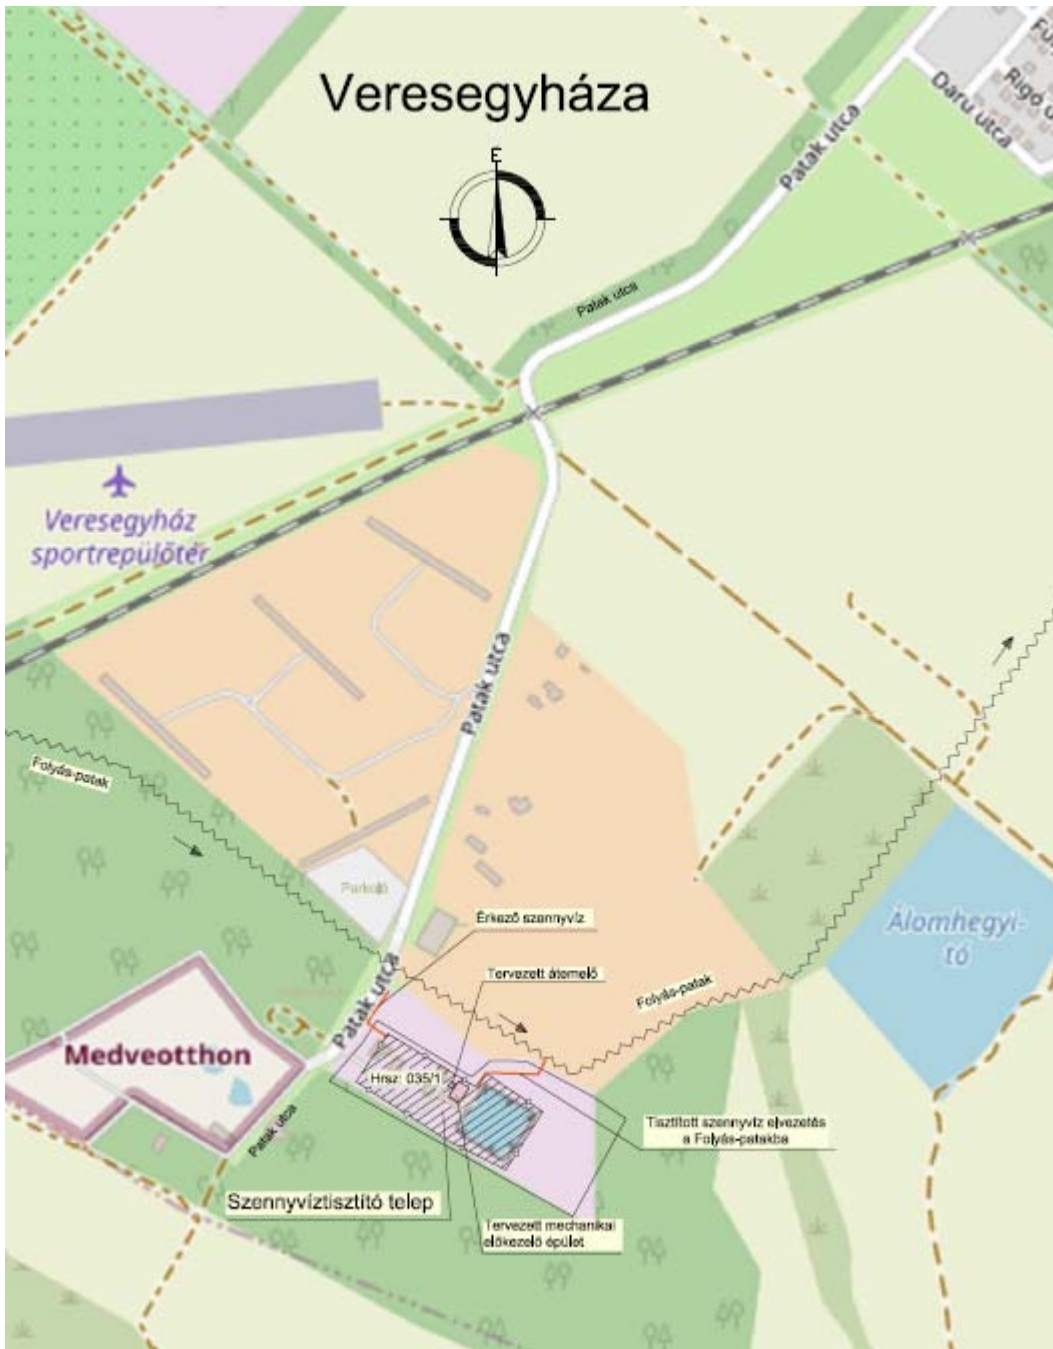 Fü
Rigo u
Daru utca
Veresegyháza
E
Patak utca
Patak utca
Veresegyház
sportrepülőtér
Patak utca
Folyás-patak
Parkoló
Érkező szennyvíz
Álomhegyi-
tó
Tervezett átemelő
Folyás-patak
Patak utca
Medveotthon
Hrsz: 035/1
Patak utca
Tisztított szennyvíz elvezetés
a Folyás-patakba
Szennyvíztisztító telep
Tervezett mechanikai
előkezelő épület